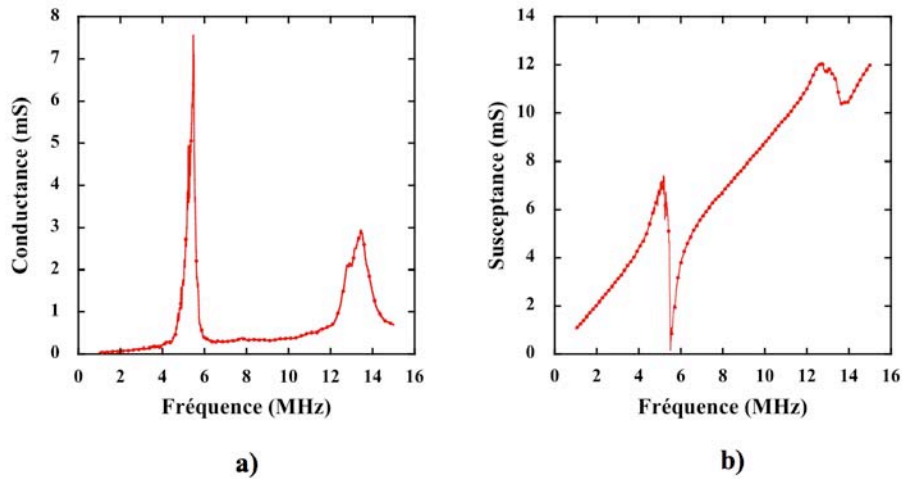 8
7
6
5
4
3
2
1
0
Conductance (mS)
0 2 4 6 8 10 12 14 16
Fréquence (MHz)
a)
14
12
10
8
6
4
2
0
Susceptance (mS)
0 2 4 6 8 10 12 14 16
Fréquence (MHz)
b)